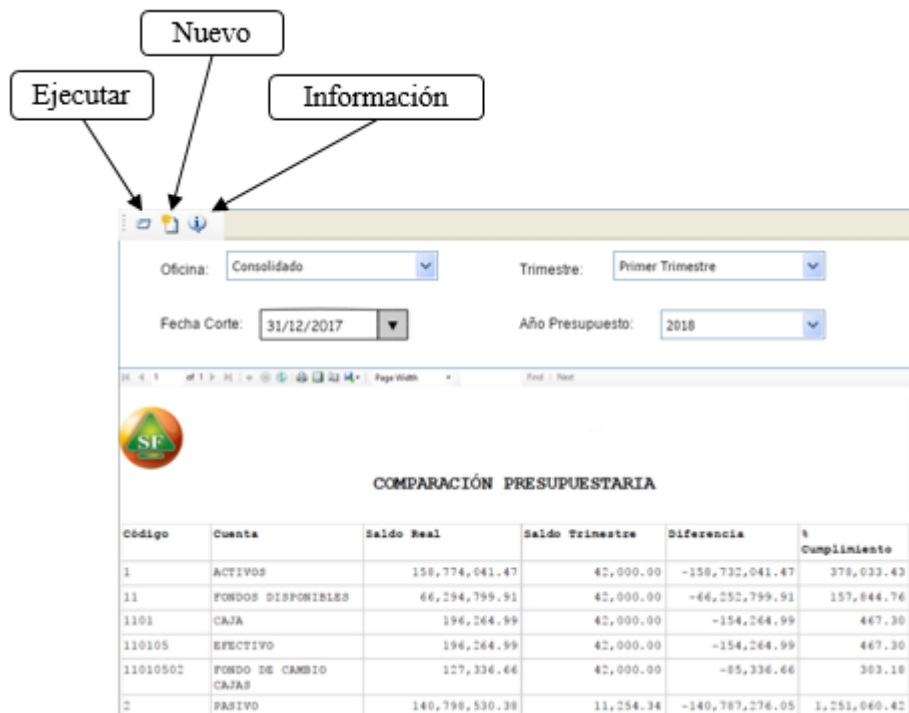 Nuevo
Ejecutar
Información
Oficina: Consolidado Trimestre: Primer Trimestre
Fecha Corte: 31/12/2017 Año Presupuesto: 2018
1 of 1 Page Width Find | Next
SF
COMPARACIÓN PRESUPUESTARIA
Código Cuenta Saldo Real Saldo Trimestre Diferencia %
Cumplimiento
1 ACTIVOS 158,774,041.47 42,000.00 -158,732,041.47 378,033.43
11 FONDOS DISPONIBLES 66,294,799.91 42,000.00 -66,252,799.91 157,844.76
1101 CAJA 196,264.99 42,000.00 -154,264.99 467.30
110105 EFECTIVO 196,264.99 42,000.00 -154,264.99 467.30
11010502 FONDO DE CAMBIO 127,336.66 42,000.00 -85,336.66 303.18
CAJAS
2 PASIVO 140,798,530.38 11,254.34 -140,787,276.05 1,251,060.42